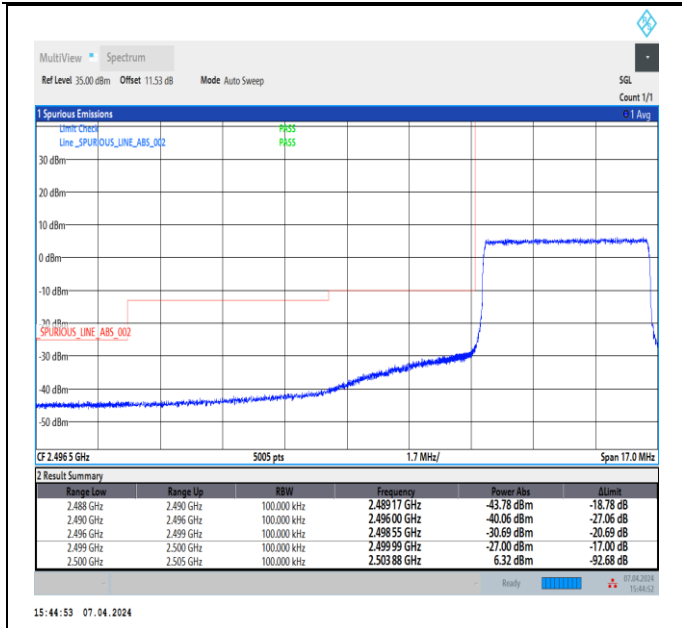 MultiView Spectrum
Ref Level 35.00 dBm Offset 11.53 dB Mode Auto Sweep SGL
Count 1/1
1 Spurious Emissions 1 Avg
Limit Check PASS
Line _SPURIOUS_LINE_ABS_002 PASS
30 dBm
20 dBm
10 dBm
0 dBm
-10 dBm
-20 dBm
_SPURIOUS_LINE_ABS_002
-30 dBm
-40 dBm
-50 dBm
CF 2.496 5 GHz 5005 pts 1.7 MHz/ Span 17.0 MHz
2 Result Summary
Range Low Range Up RBW Frequency Power Abs ΔLimit
2.488 GHz 2.490 GHz 100.000 kHz 2.489 17 GHz -43.78 dBm -18.78 dB
2.490 GHz 2.496 GHz 100.000 kHz 2.496 00 GHz -40.06 dBm -27.06 dB
2.496 GHz 2.499 GHz 100.000 kHz 2.498 55 GHz -30.69 dBm -20.69 dB
2.499 GHz 2.500 GHz 100.000 kHz 2.499 99 GHz -27.00 dBm -17.00 dB
2.500 GHz 2.505 GHz 100.000 kHz 2.503 88 GHz 6.32 dBm -92.68 dB
Ready 07.04.2024
15:44:52
15:44:53 07.04.2024